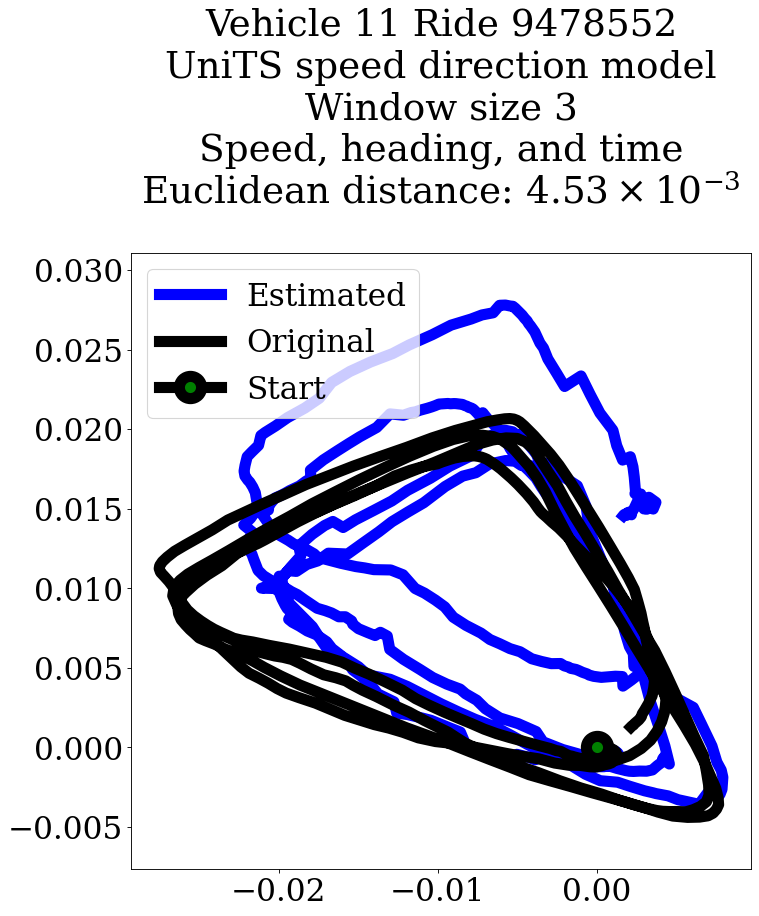 Vehicle 11 Ride 9478552
UniTS speed direction model
Window size 3
Speed, heading, and time
Euclidean distance: 4.53 × 10⁻³
0.030
0.025
0.020
0.015
0.010
0.005
0.000
−0.005
Estimated
Original
Start
−0.02 −0.01 0.00